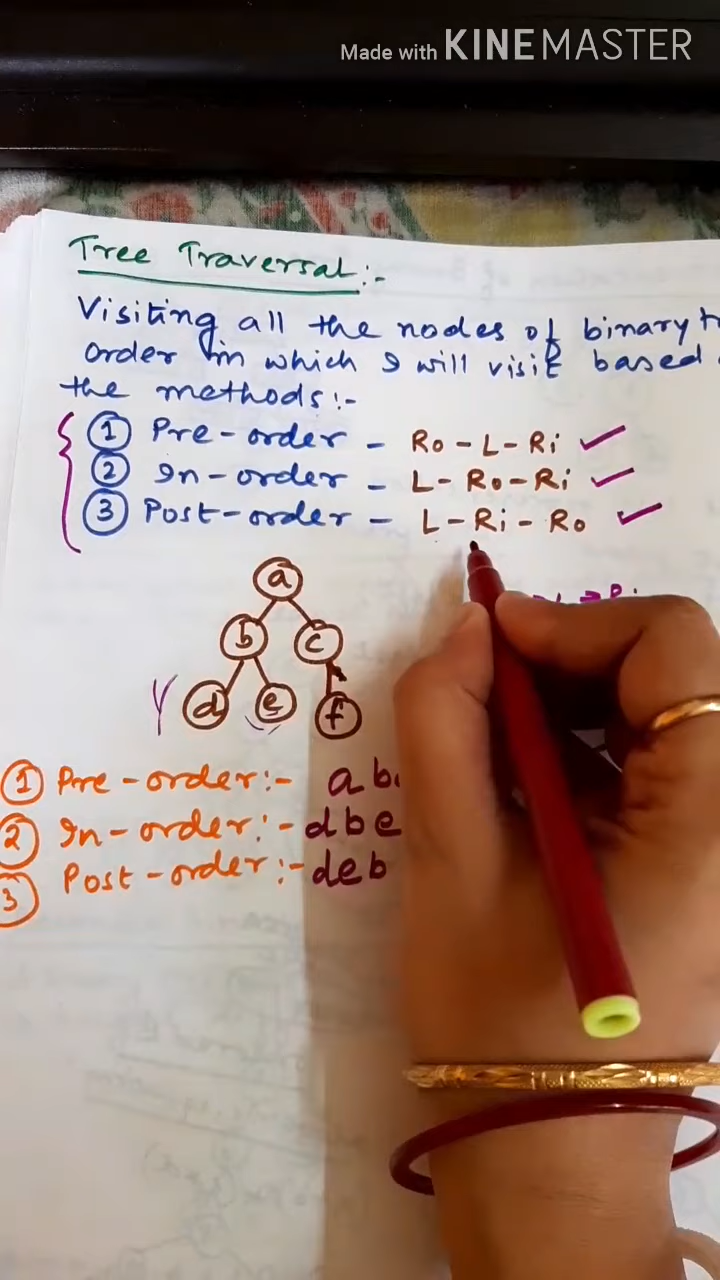 Made with KINEMASTER
Tree Traversal:-
Visiting all the nodes of binary
order in which I will visit based
the methods:-
① Pre-order - Ro-L-Ri ✓
② In-order - L-Ro-Ri ✓
③ Post-order - L-Ri-Ro ✓
a
b c
d e f
① Pre-order:- a b
② In-order:- d b e
③ Post-order:- d e b